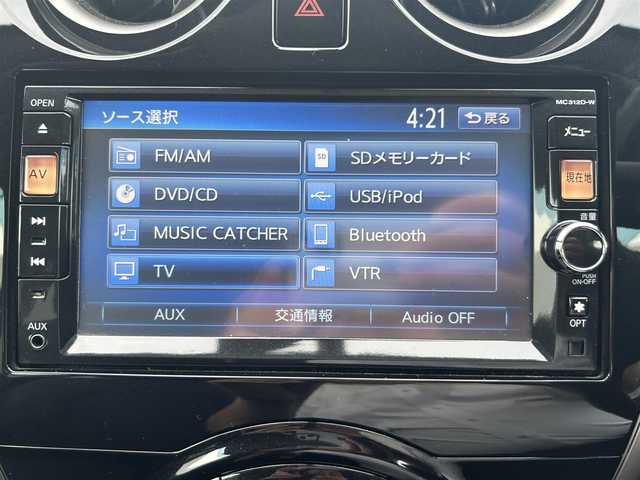 OPEN
MC312D-W
ソース選択
4:21
戻る
メニュー
AV
FM/AM
SD
SDメモリーカード
現在地
DVD/CD
USB/iPod
音量
MUSIC CATCHER
Bluetooth
TV
VTR
PUSH
ON-OFF
AUX
交通情報
Audio OFF
AUX
OPT